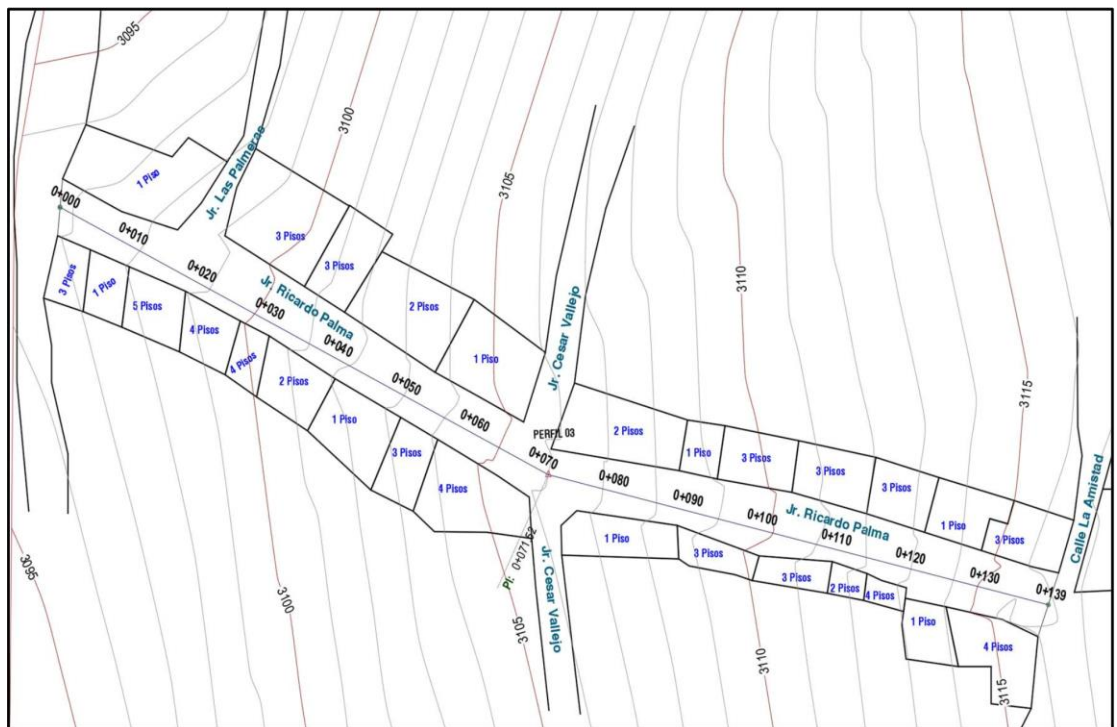 3095
3100
3105
3110
3115
Jr. Las Palmeras
1 Piso
0+000
0+010
0+020
Jr. Ricardo Palma
0+030
0+040
0+050
0+060
PERFIL 03
0+070
3 Pisos
3 Pisos
2 Pisos
1 Piso
Jr. Cesar Vallejo
3 Pisos
1 Piso
5 Pisos
4 Pisos
4 Pisos
2 Pisos
1 Piso
3 Pisos
4 Pisos
2 Pisos
1 Piso
3 Pisos
3 Pisos
3 Pisos
1 Piso
3 Pisos
Calle La Amistad
0+080
0+090
0+100
Jr. Ricardo Palma
0+110
0+120
0+130
0+139
PI: 0+071.52
Jr. Cesar Vallejo
1 Piso
3 Pisos
3 Pisos
2 Pisos
4 Pisos
1 Piso
4 Pisos
3095
3100
3105
3110
3115